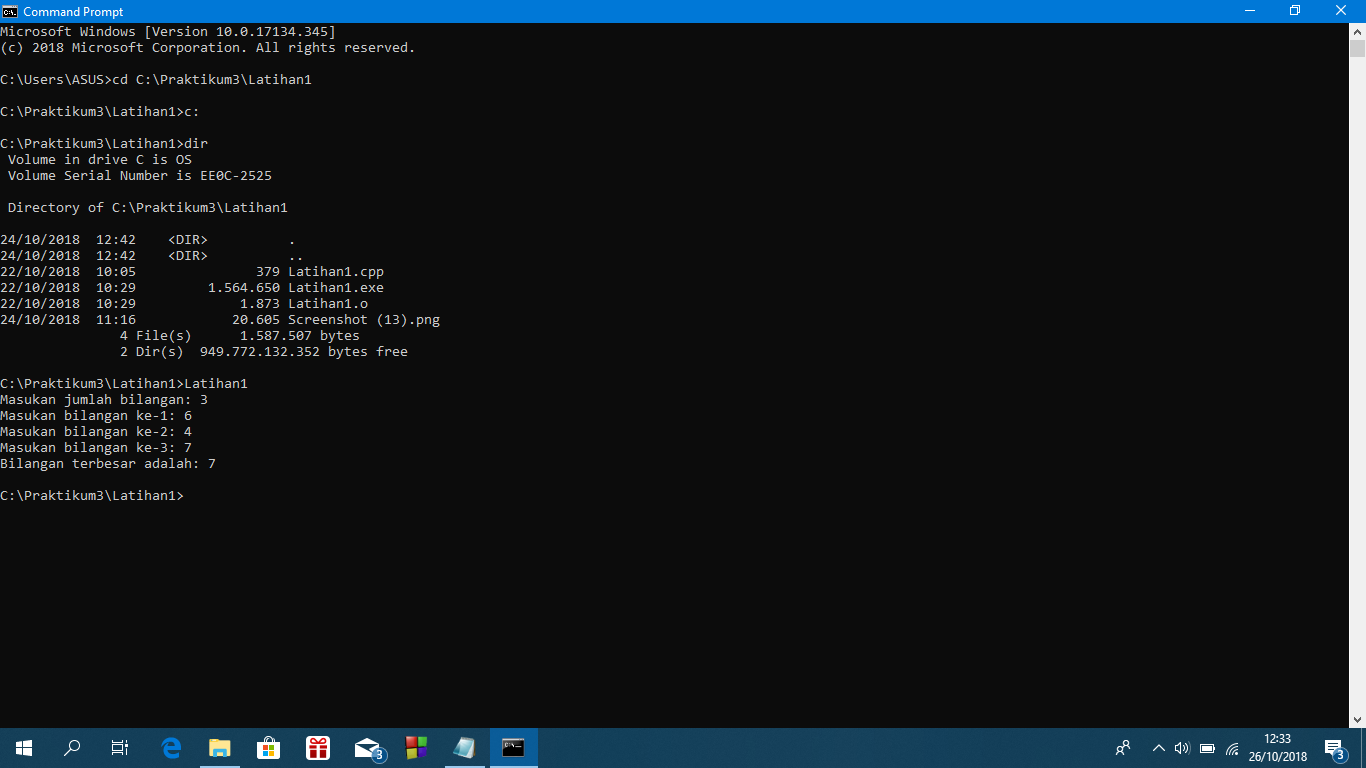 Command Prompt
Microsoft Windows [Version 10.0.17134.345]
(c) 2018 Microsoft Corporation. All rights reserved.
C:\Users\ASUS>cd C:\Praktikum3\Latihan1
C:\Praktikum3\Latihan1>c:
C:\Praktikum3\Latihan1>dir
 Volume in drive C is OS
 Volume Serial Number is EE0C-2525
 Directory of C:\Praktikum3\Latihan1
24/10/2018  12:42    <DIR>          .
24/10/2018  12:42    <DIR>          ..
22/10/2018  10:05               379 Latihan1.cpp
22/10/2018  10:29         1.564.650 Latihan1.exe
22/10/2018  10:29             1.873 Latihan1.o
24/10/2018  11:16            20.605 Screenshot (13).png
               4 File(s)      1.587.507 bytes
               2 Dir(s)  949.772.132.352 bytes free
C:\Praktikum3\Latihan1>Latihan1
Masukan jumlah bilangan: 3
Masukan bilangan ke-1: 6
Masukan bilangan ke-2: 4
Masukan bilangan ke-3: 7
Bilangan terbesar adalah: 7
C:\Praktikum3\Latihan1>
3
12:33
26/10/2018
3